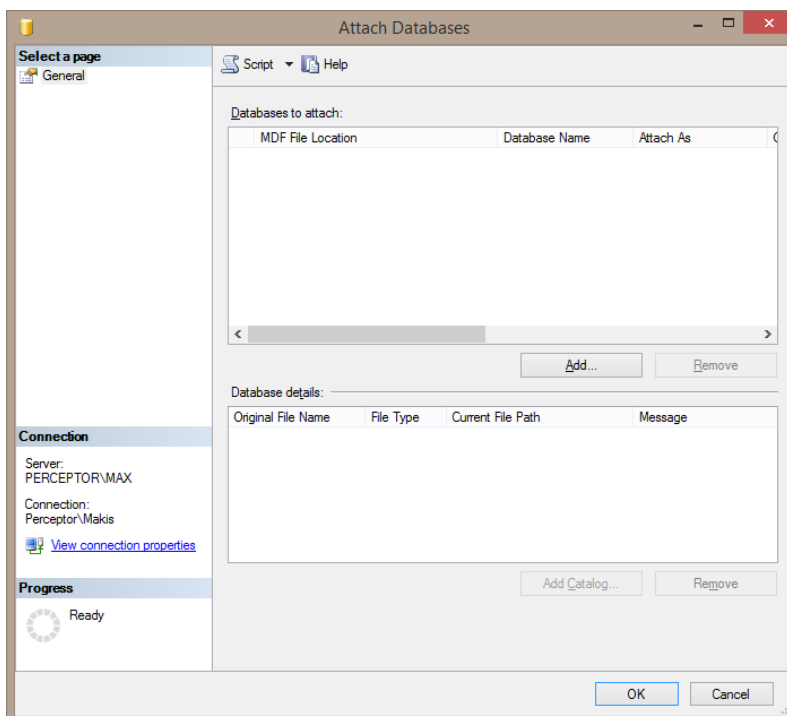 Attach Databases
Select a page
General
Script Help
Databases to attach:
MDF File Location Database Name Attach As
Add... Remove
Database details:
Original File Name File Type Current File Path Message
Connection
Server:
PERCEPTOR\MAX
Connection:
Perceptor\Makis
View connection properties
Add Catalog... Remove
Progress
Ready
OK Cancel